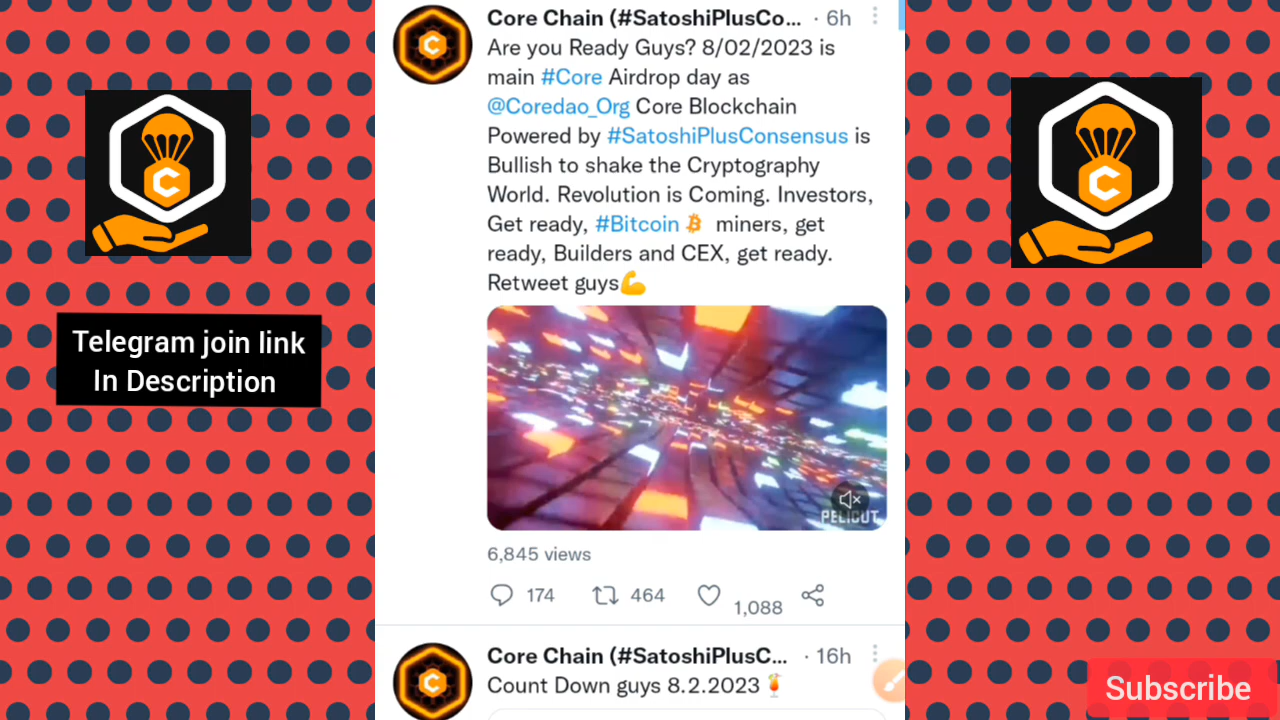 Core Chain (#SatoshiPlusCo... · 6h
Are you Ready Guys? 8/02/2023 is
main #Core Airdrop day as
@Coredao_Org Core Blockchain
Powered by #SatoshiPlusConsensus is
Bullish to shake the Cryptography
World. Revolution is Coming. Investors,
Get ready, #Bitcoin miners, get
ready, Builders and CEX, get ready.
Retweet guys💪
PELICUT
6,845 views
174 464 1,088
Core Chain (#SatoshiPlusC... · 16h
Count Down guys 8.2.2023🍹
Telegram join link
In Description
Subscribe